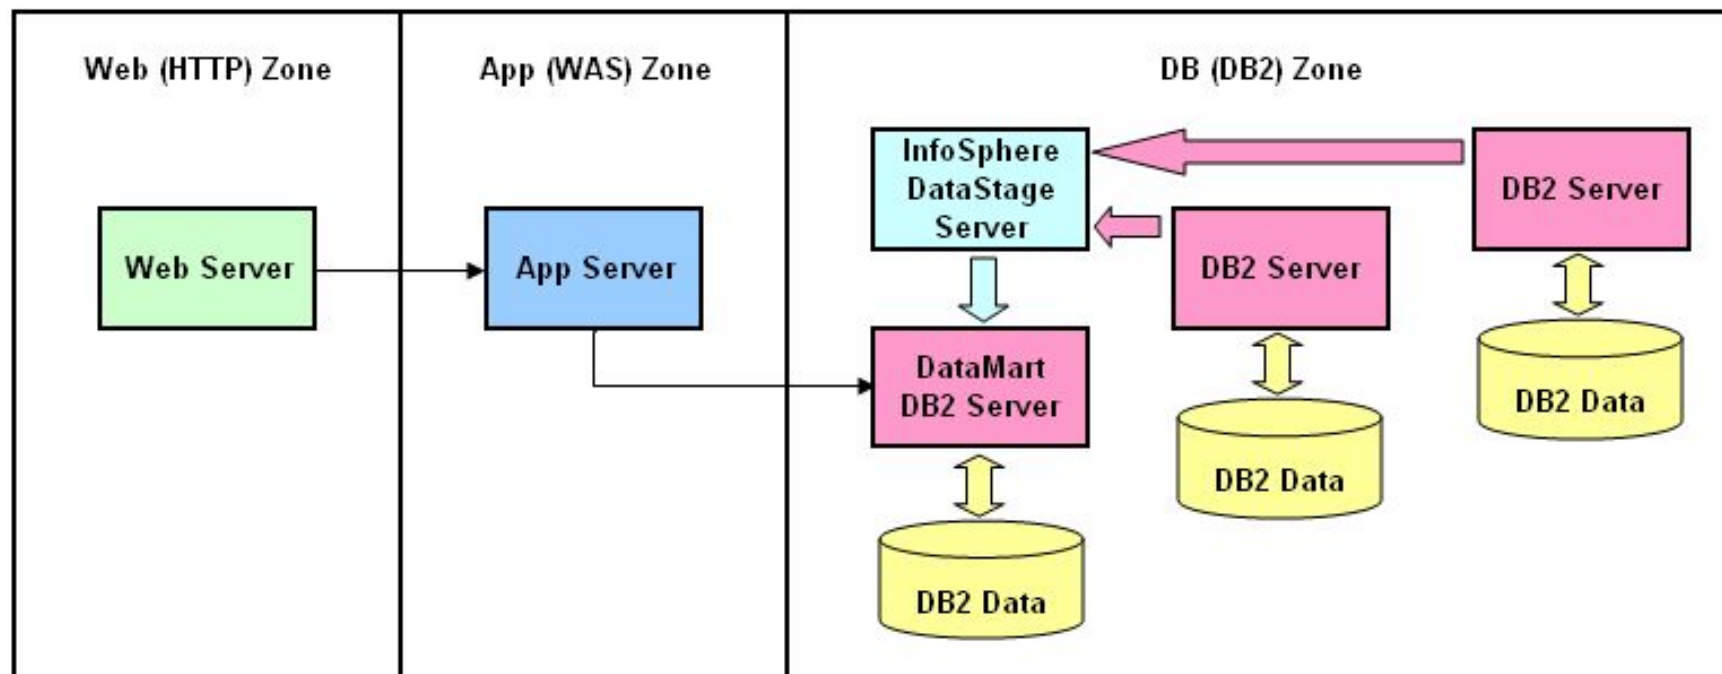 Web (HTTP) Zone
App (WAS) Zone
DB (DB2) Zone
Web Server
App Server
InfoSphere
DataStage
Server
DB2 Server
DB2 Server
DataMart
DB2 Server
DB2 Data
DB2 Data
DB2 Data